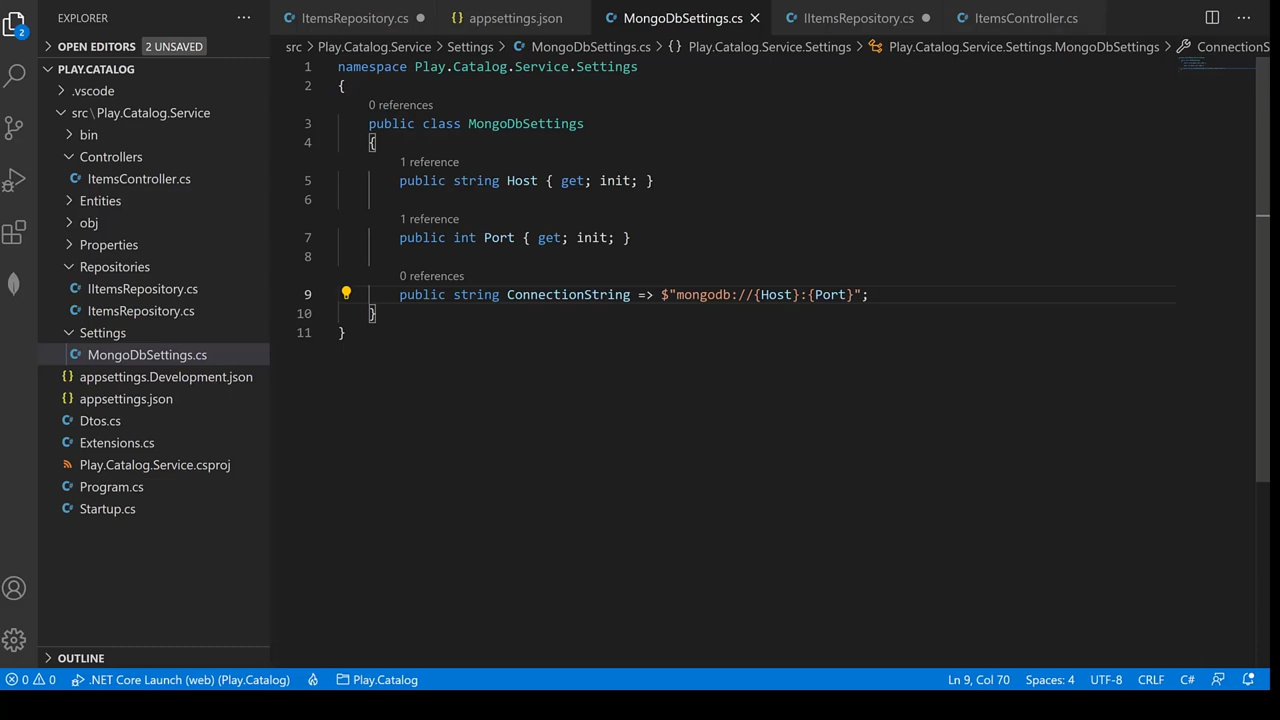 EXPLORER
ItemsRepository.cs
appsettings.json
MongoDbSettings.cs
IItemsRepository.cs
ItemsController.cs
2
OPEN EDITORS 2 UNSAVED
PLAY.CATALOG
.vscode
src\Play.Catalog.Service
bin
Controllers
ItemsController.cs
Entities
obj
Properties
Repositories
IItemsRepository.cs
ItemsRepository.cs
Settings
MongoDbSettings.cs
appsettings.Development.json
appsettings.json
Dtos.cs
Extensions.cs
Play.Catalog.Service.csproj
Program.cs
Startup.cs
OUTLINE
src > Play.Catalog.Service > Settings > MongoDbSettings.cs > {} Play.Catalog.Service.Settings > Play.Catalog.Service.Settings.MongoDbSettings > ConnectionS
1 namespace Play.Catalog.Service.Settings
2 {
0 references
3 public class MongoDbSettings
4 {
1 reference
5 public string Host { get; init; }
6
1 reference
7 public int Port { get; init; }
8
0 references
9 public string ConnectionString => $"mongodb://{Host}:{Port}";
10 }
11 }
0 0 .NET Core Launch (web) (Play.Catalog) Play.Catalog Ln 9, Col 70 Spaces: 4 UTF-8 CRLF C#